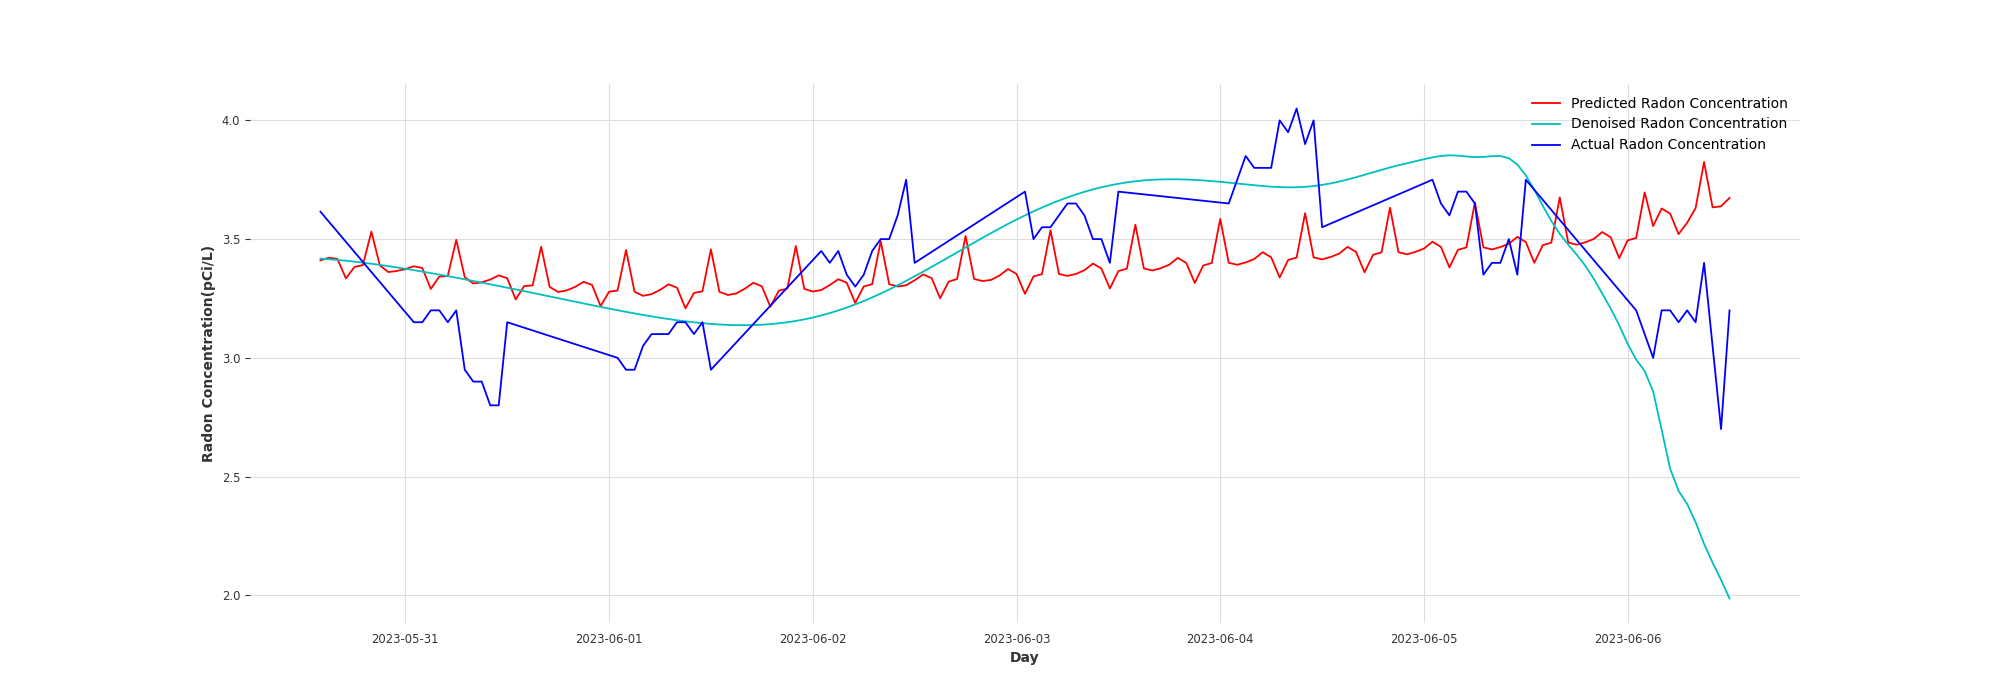 Predicted Radon Concentration
Denoised Radon Concentration
Actual Radon Concentration
4.0
3.5
3.0
2.5
2.0
Radon Concentration(pCi/L)
2023-05-31
2023-06-01
2023-06-02
2023-06-03
2023-06-04
2023-06-05
2023-06-06
Day